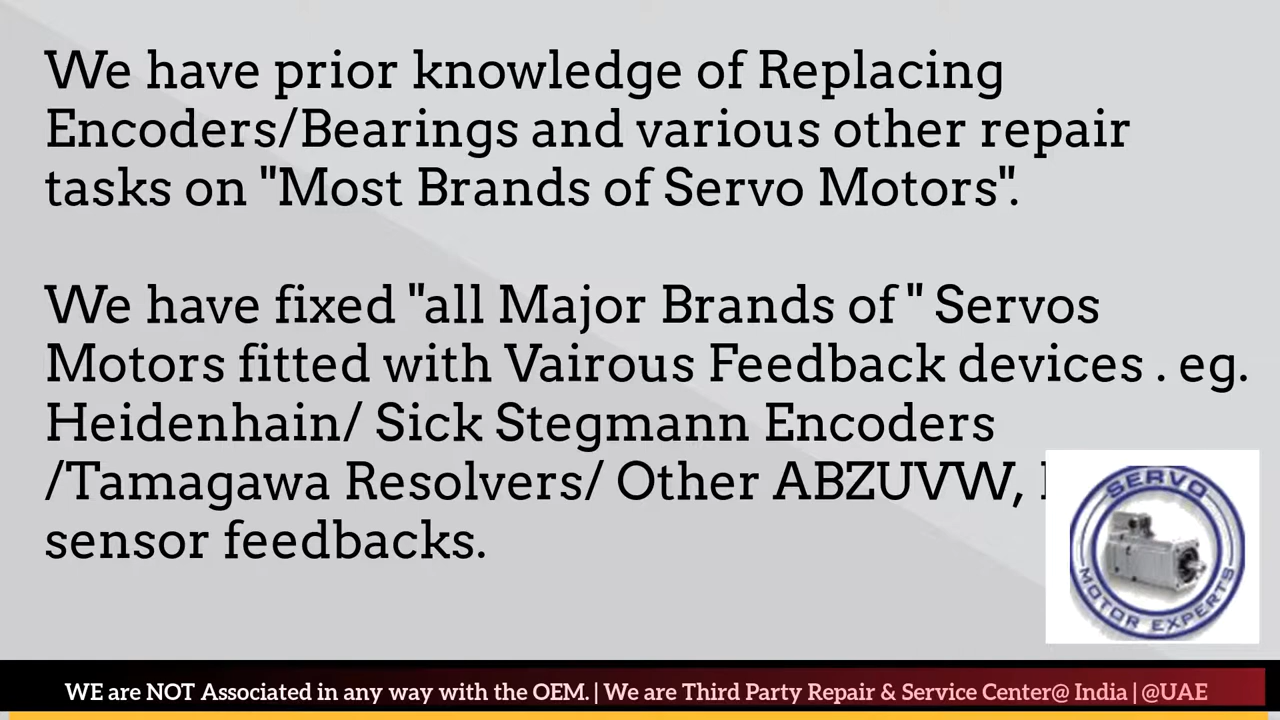 We have prior knowledge of Replacing
Encoders/Bearings and various other repair
tasks on "Most Brands of Servo Motors".
We have fixed "all Major Brands of " Servos
Motors fitted with Vairous Feedback devices . eg.
Heidenhain/ Sick Stegmann Encoders
/Tamagawa Resolvers/ Other ABZUVW,
sensor feedbacks.
SERVO
MOTOR EXPERTS
WE are NOT Associated in any way with the OEM. | We are Third Party Repair & Service Center@ India | @UAE